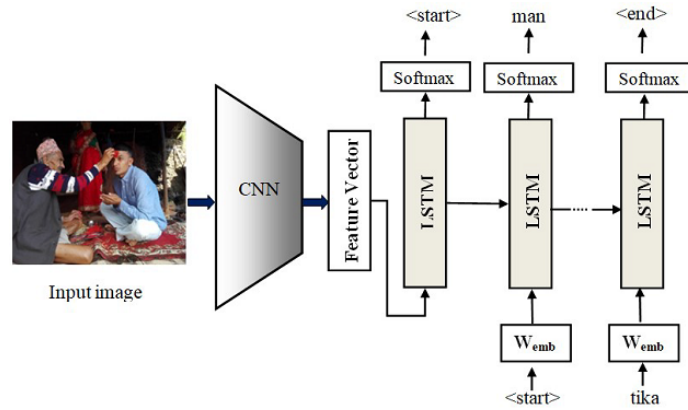 <start> man <end>
Softmax Softmax Softmax
CNN
Feature Vector
LSTM LSTM LSTM
Input image
Wemb Wemb
<start> tika